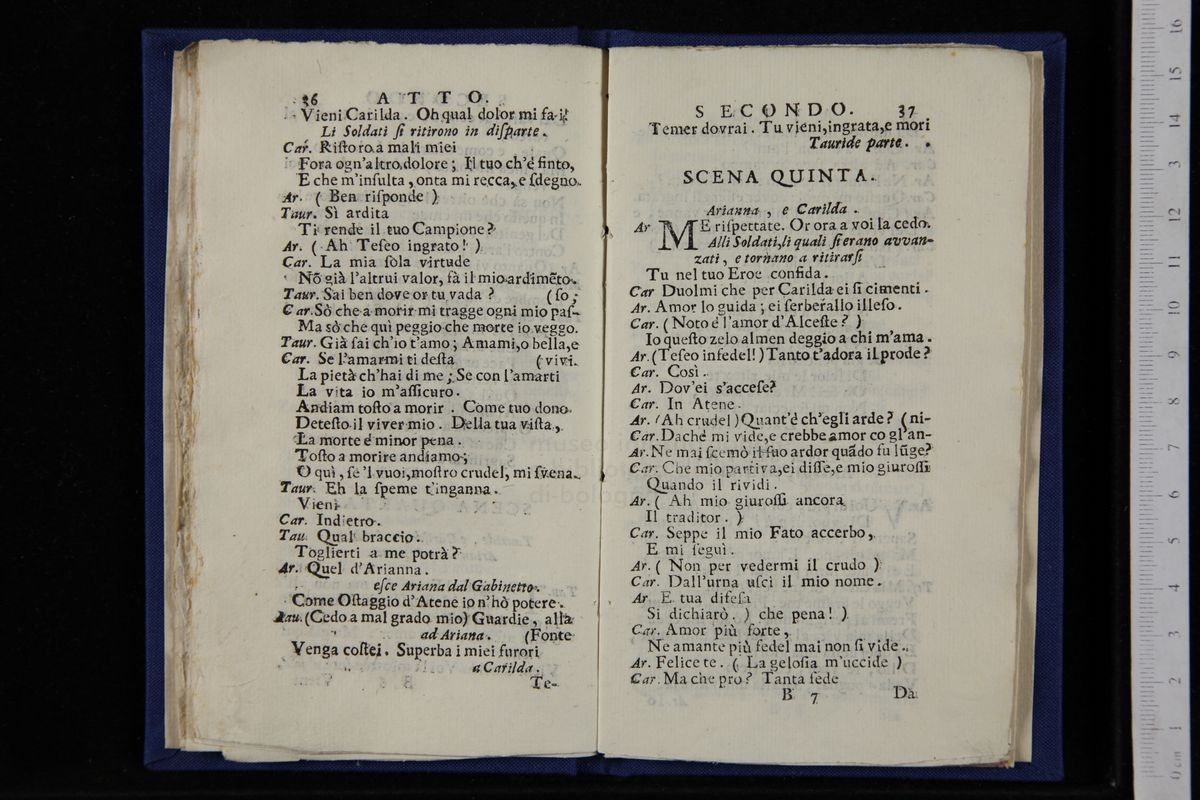 36 ATTO.
Vieni Carilda. Oh qual dolor mi fa il
Li Soldati ſi ritirono in diſparte.
Car. Riſtoro a mali miei
Fora ogn'altro dolore; Il tuo ch'é finto,
E che m'inſulta, onta mi recca, e ſdegno.
Ar. ( Ben riſponde )
Taur. Sì ardita
Ti rende il tuo Campione?
Ar. ( Ah Teſeo ingrato! )
Car. La mia ſola virtude
Nõ già l'altrui valor, fà il mio ardimẽto.
Taur. Sai ben dove or tu vada ? (ſo;
Car. Sò che a morir mi tragge ogni mio paſ-
Ma sò che quì peggio che morte io veggo.
Taur. Già ſai ch'io t'amo; Amami, o bella, e
Car. Se l'amarmi ti deſta (vivi.
La pietà ch'hai di me; Se con l'amarti
La vita io m'aſſicuro.
Andiam toſto a morir . Come tuo dono
Deteſto il viver mio. Della tua viſta,
La morte é minor pena.
Toſto a morire andiamo;
O quì, ſe'l vuoi, moſtro crudel, mi ſvena.
Taur. Eh la ſpeme t'inganna.
Vieni
Car. Indietro.
Tau. Qual braccio.
Toglierti a me potrà?
Ar. Quel d'Arianna.
eſce Ariana dal Gabinetto.
Come Oſtaggio d'Atene io n'hò potere.
Tau. (Cedo a mal grado mio) Guardie, alla
ad Ariana. (Fonte
Venga coſtei. Superba i miei furori
a Carilda.
Te-
SECONDO. 37
Temer dovrai. Tu vieni, ingrata, e mori
Tauride parte.
SCENA QUINTA.
Arianna , e Carilda .
Ar ME riſpettate. Or ora a voi la cedo.
Alli Soldati, li quali ſi erano avvan-
zati, e tornano a ritirarſi
Tu nel tuo Eroe confida.
Car Duolmi che per Carilda ei ſi cimenti.
Ar. Amor lo guida; ei ſerberallo illeſo.
Car. ( Noto é l'amor d'Alceſte? )
Io queſto zelo almen deggio a chi m'ama.
Ar. (Teſeo infedel!) Tanto t'adora il prode?
Car. Così.
Ar. Dov'ei s'acceſe?
Car. In Atene.
Ar. (Ah crudel) Quant'é ch'egli arde? (ni-
Car. Daché mi vide, e crebbe amor co gl'an-
Ar. Ne mai ſcemò il ſuo ardor quãdo fu lũge?
Car. Che mio partiva, ei diſſe, e mio giuroſſi
Quando il rividi.
Ar. ( Ah mio giuroſſi ancora
Il traditor. )
Car. Seppe il mio Fato accerbo,
E mi ſeguì.
Ar. ( Non per vedermi il crudo )
Car. Dall'urna uſcì il mio nome.
Ar E tua difeſa
Si dichiarò. ) che pena! )
Car. Amor più forte,
Ne amante più fedel mai non ſi vide.
Ar. Felice te. ( La geloſia m'uccide )
Car. Ma che pro? Tanta fede
B 7 Da